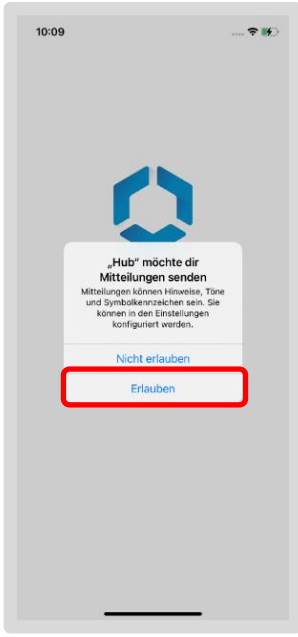 10:09
„Hub“ möchte dir
Mitteilungen senden
Mitteilungen können Hinweise, Töne
und Symbolkennzeichen sein. Sie
können in den Einstellungen
konfiguriert werden.
Nicht erlauben
Erlauben